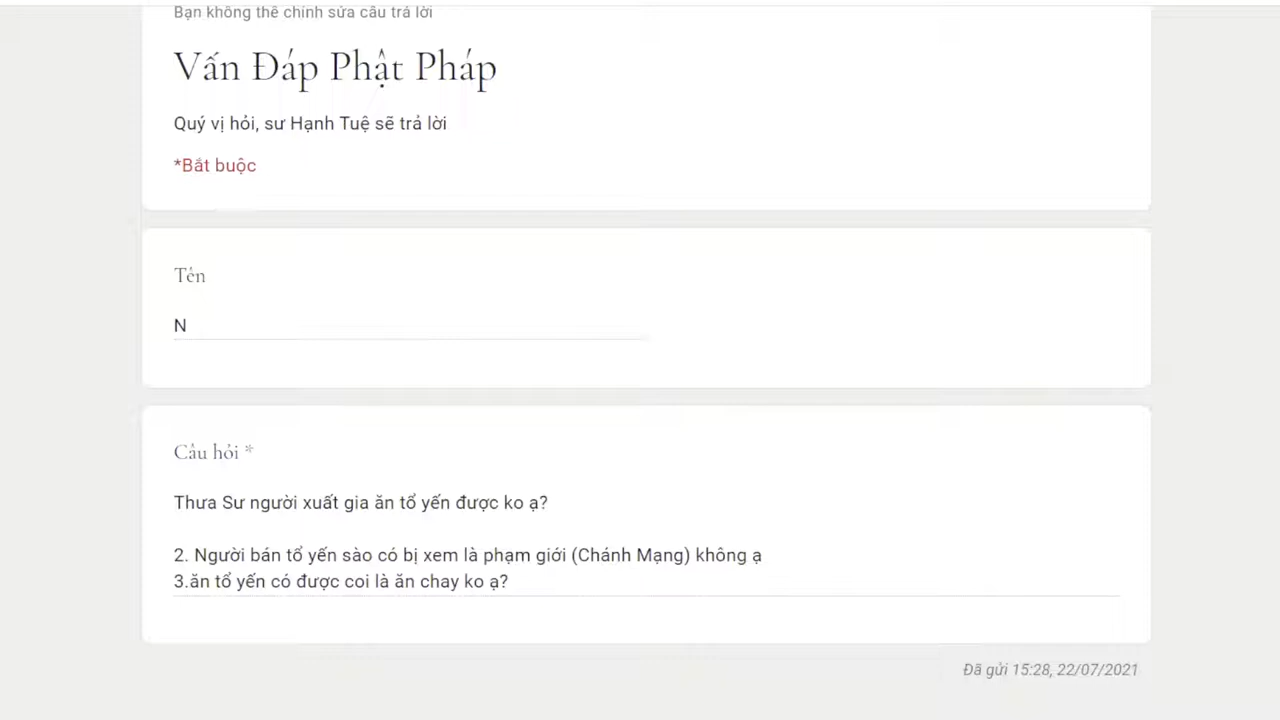 Bạn không thể chỉnh sửa câu trả lời
Vấn Đáp Phật Pháp
Quý vị hỏi, sư Hạnh Tuệ sẽ trả lời
*Bắt buộc
Tên
N
Câu hỏi *
Thưa Sư người xuất gia ăn tổ yến được ko ạ?
2. Người bán tổ yến sào có bị xem là phạm giới (Chánh Mạng) không ạ
3.ăn tổ yến có được coi là ăn chay ko ạ?
Đã gửi 15:28, 22/07/2021